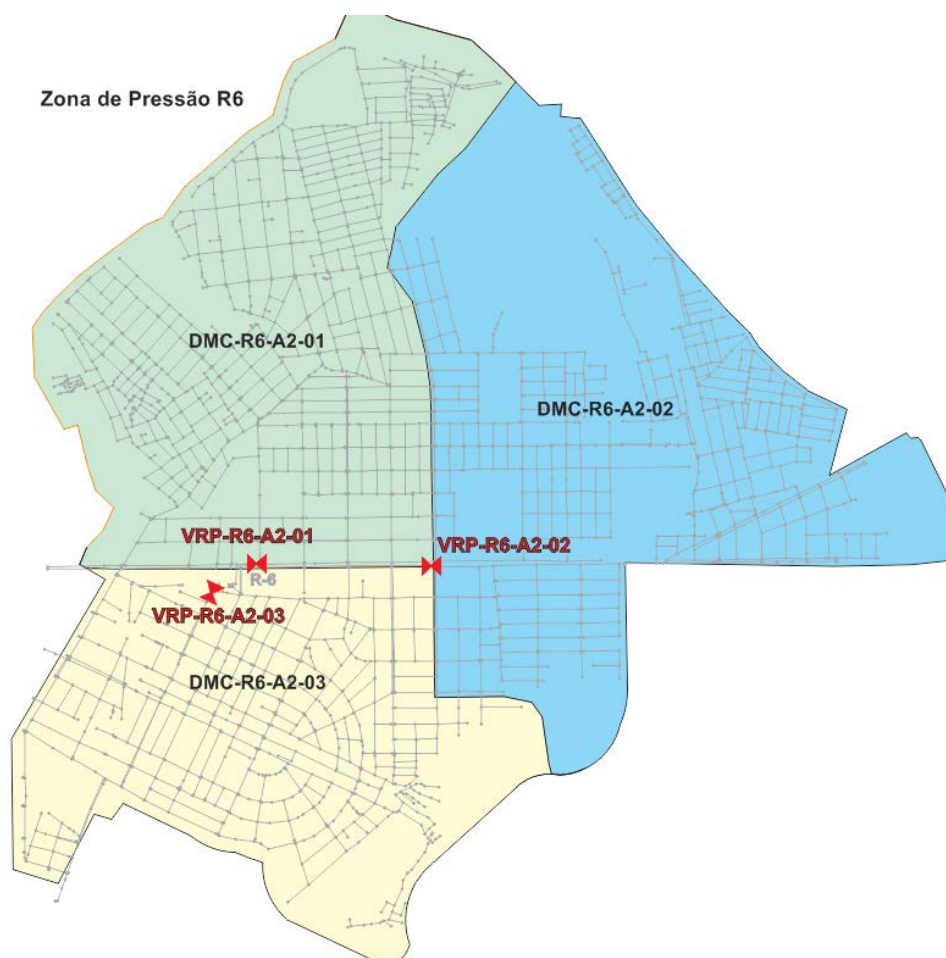 Zona de Pressão R6
DMC-R6-A2-01
DMC-R6-A2-02
VRP-R6-A2-01
VRP-R6-A2-02
R-6
VRP-R6-A2-03
DMC-R6-A2-03